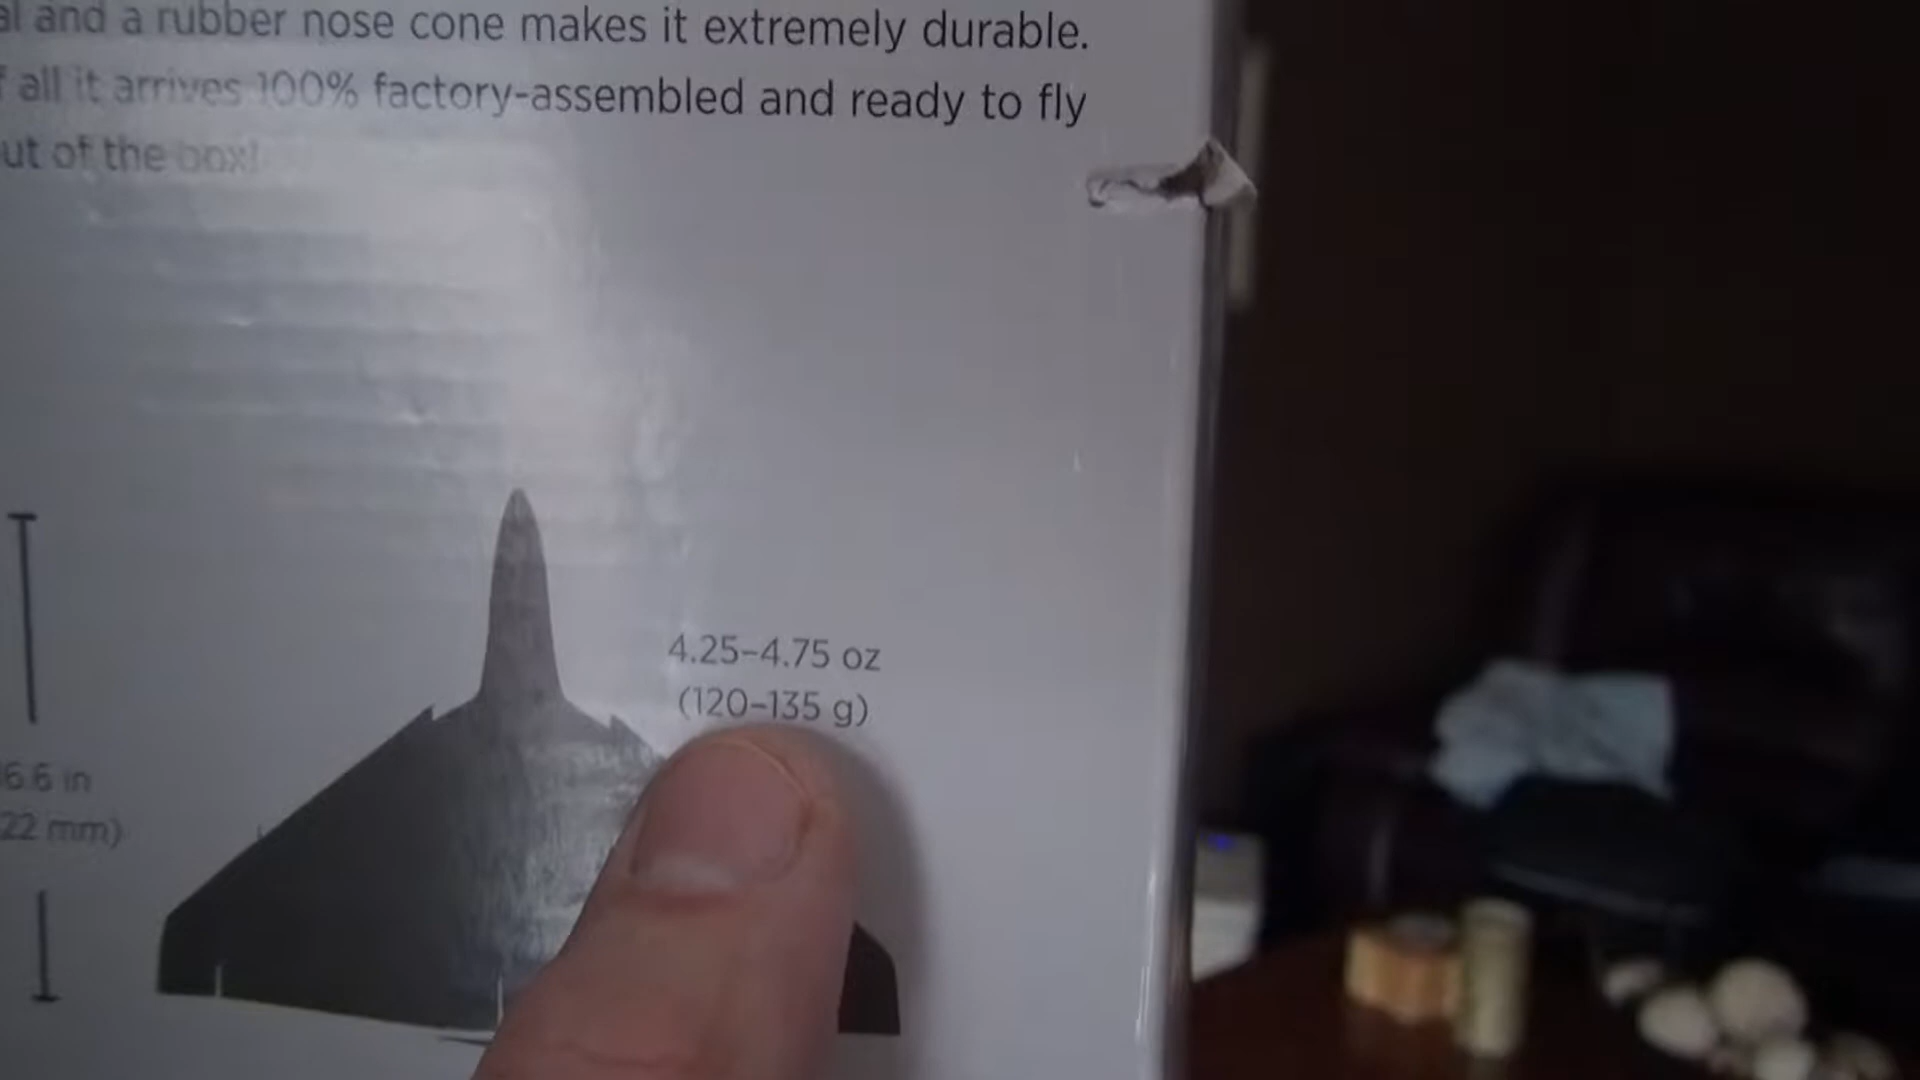 and a rubber nose cone makes it extremely durable.
all it arrives 100% factory-assembled and ready to fly
of the box!
4.25–4.75 oz
(120–135 g)
6.6 in
22 mm)